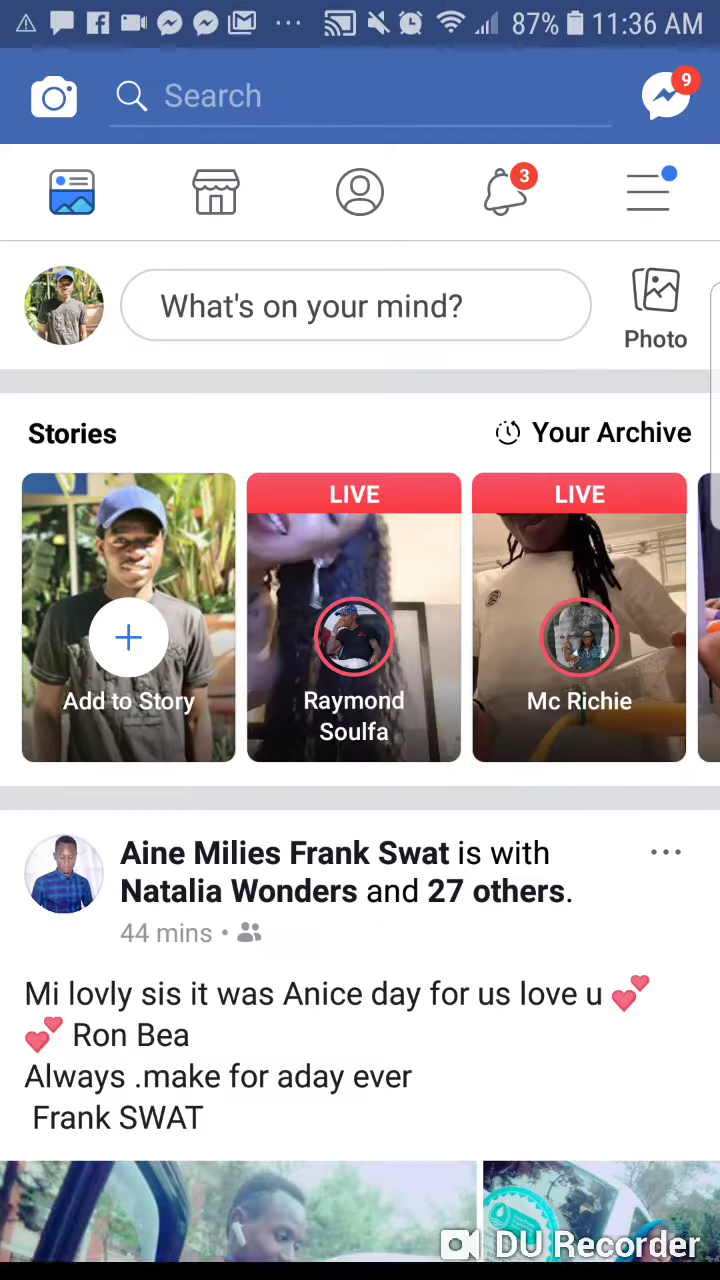 87% 11:36 AM
Search
9
3
What's on your mind?
Photo
Stories
Your Archive
LIVE
LIVE
Add to Story
Raymond
Soulfa
Mc Richie
Aine Milies Frank Swat is with
Natalia Wonders and 27 others.
44 mins •
Mi lovly sis it was Anice day for us love u 💕
💕 Ron Bea
Always .make for aday ever
Frank SWAT
DU Recorder